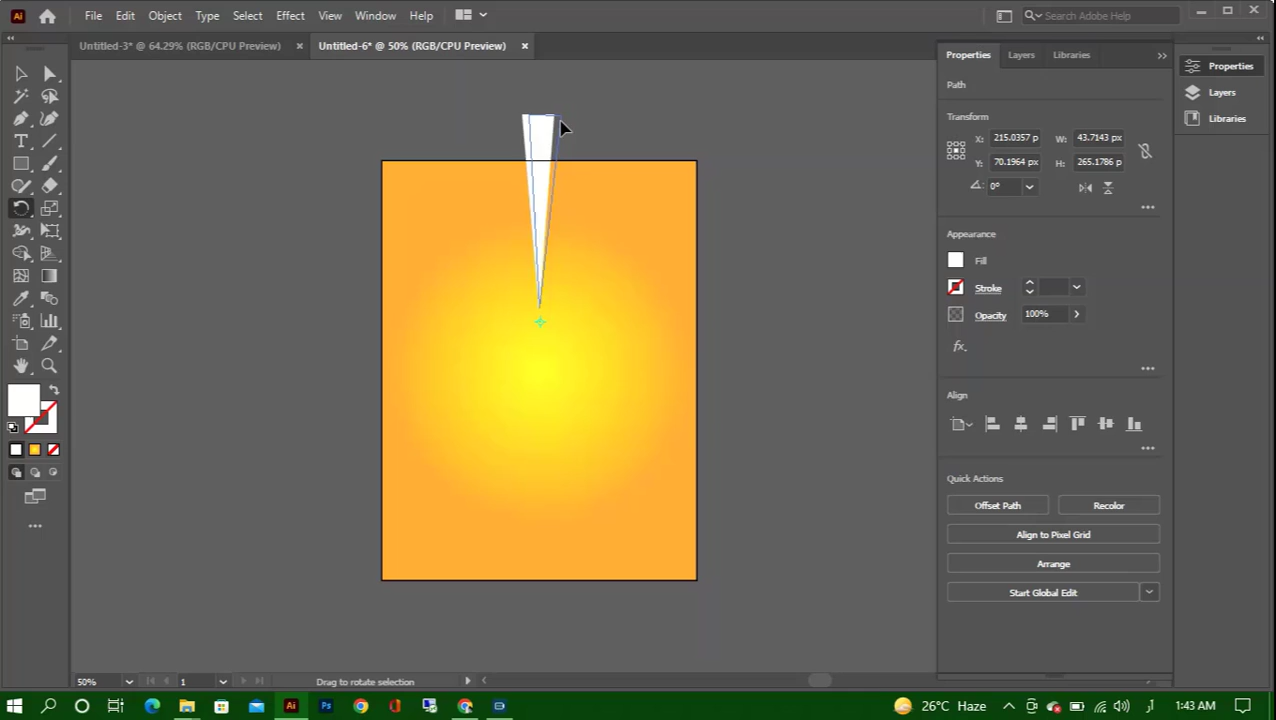 Ai File Edit Object Type Select Effect View Window Help Search Adobe Help
Untitled-3* @ 64.29% (RGB/CPU Preview) × Untitled-6* @ 50% (RGB/CPU Preview) ×
Properties Layers Libraries
Properties
Layers
Libraries
Path
Transform
X: 215.0357 p W: 43.7143 px
Y: 70.1964 px H: 265.1786 p
0°
Appearance
Fill
Stroke
Opacity 100%
fx.
Align
Quick Actions
Offset Path Recolor
Align to Pixel Grid
Arrange
Start Global Edit
50% 1 Drag to rotate selection
Ai Ps 26°C Haze 1:43 AM